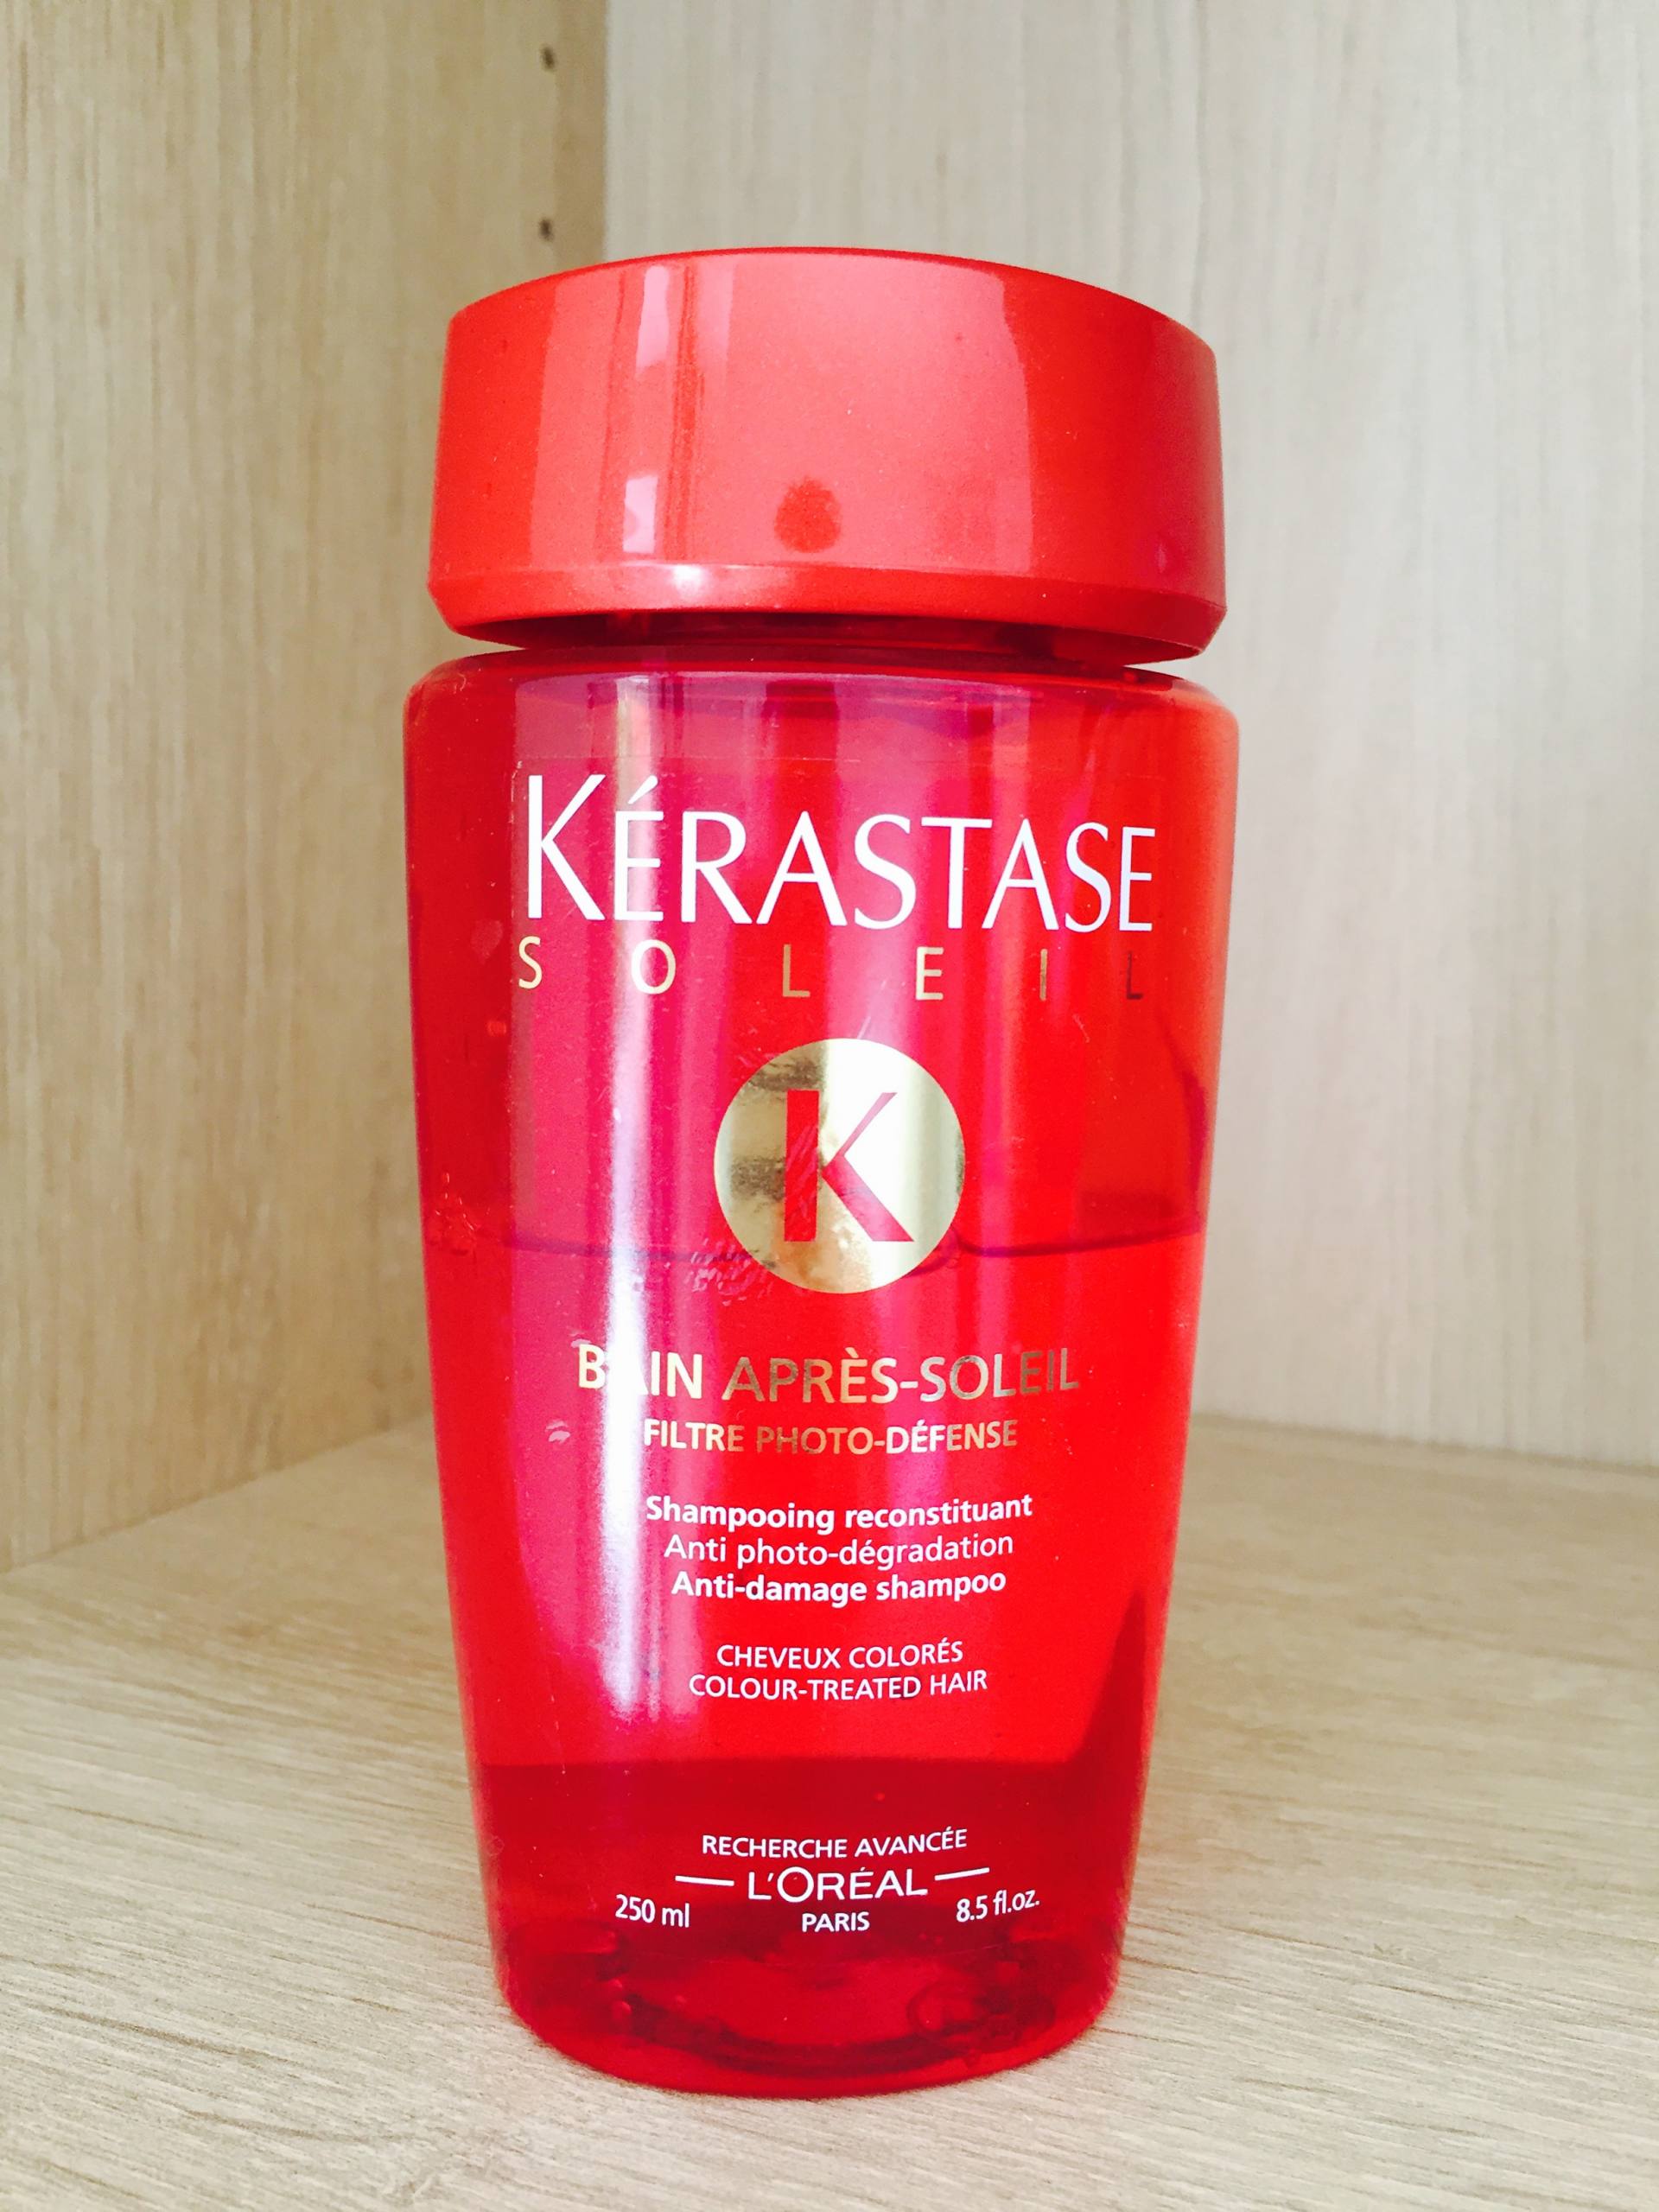 KÉRASTASE
SOLEIL
K
BAIN APRÈS-SOLEIL
FILTRE PHOTO-DÉFENSE
Shampooing reconstituant
Anti photo-dégradation
Anti-damage shampoo
CHEVEUX COLORÉS
COLOUR-TREATED HAIR
RECHERCHE AVANCÉE
L'ORÉAL
250 ml PARIS 8.5 fl.oz.